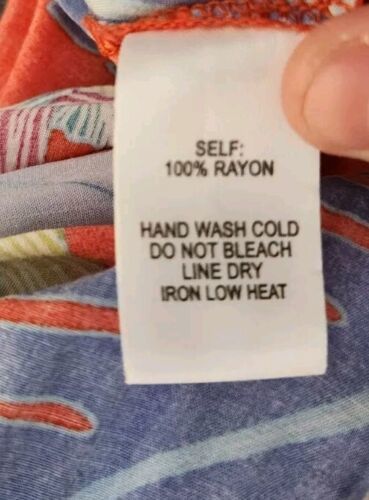 SELF:
100% RAYON
HAND WASH COLD
DO NOT BLEACH
LINE DRY
IRON LOW HEAT